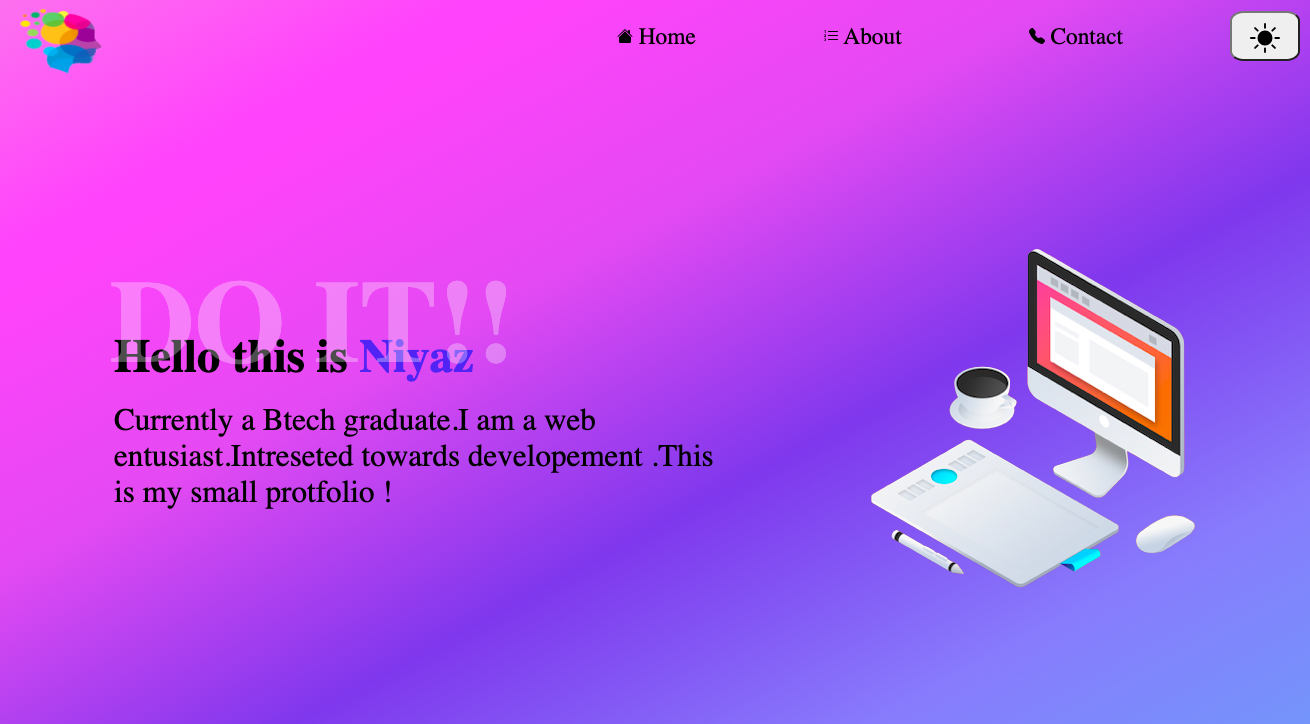 Home
About
Contact
DO IT!!
Hello this is Niyaz
Currently a Btech graduate.I am a web
entusiast.Intreseted towards developement .This
is my small protfolio !